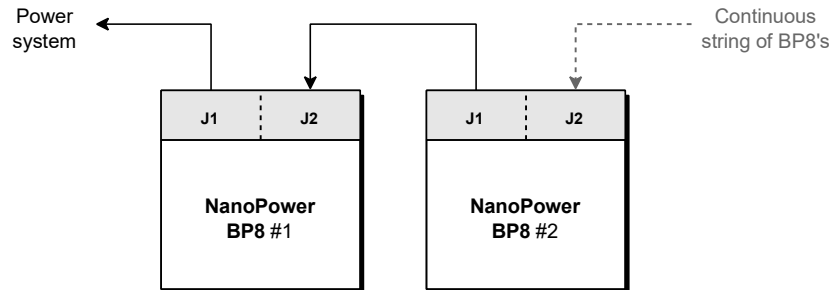 Power
system
Continuous
string of BP8's
J1
J2
J1
J2
NanoPower
BP8 #1
NanoPower
BP8 #2